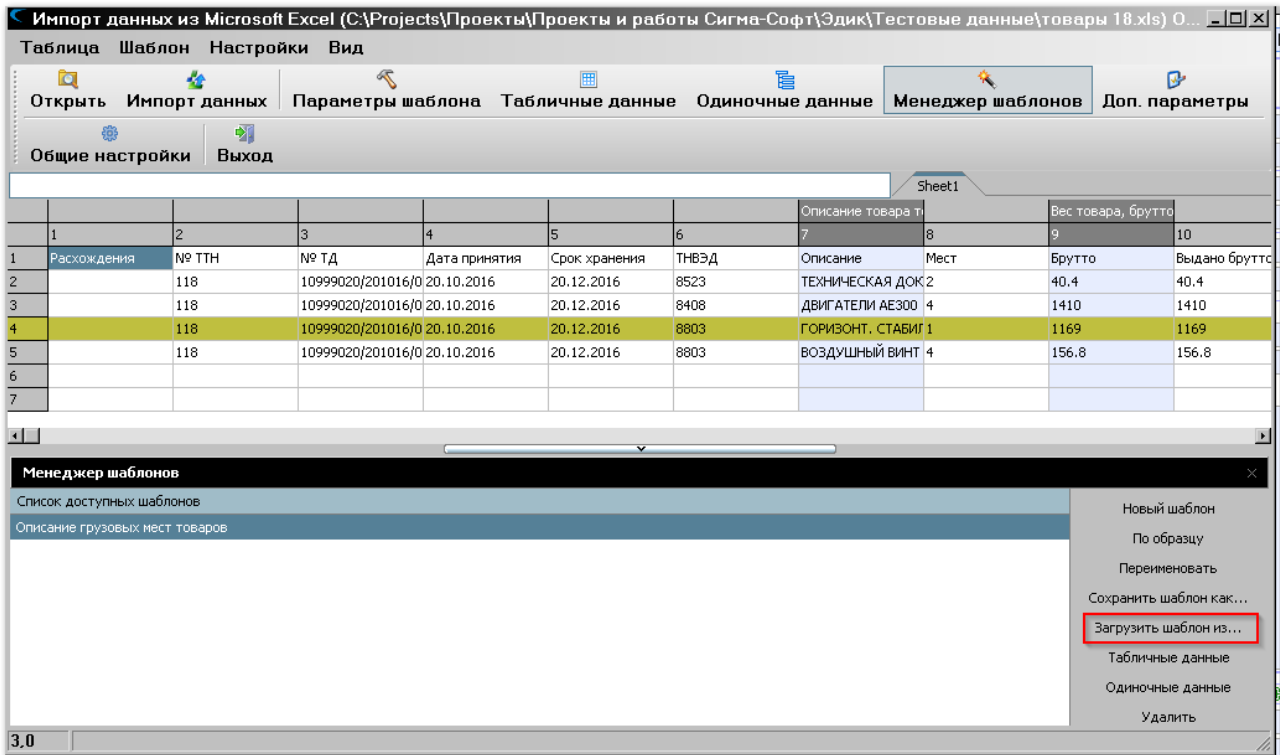 Импорт данных из Microsoft Excel (C:\Projects\Проекты\Проекты и работы Сигма-Софт\Эдик\Тестовые данные\товары 18.xls) О...
Таблица Шаблон Настройки Вид
Открыть Импорт данных Параметры шаблона Табличные данные Одиночные данные Менеджер шаблонов Доп. параметры
Общие настройки Выход
Sheet1
Описание товара т Вес товара, брутто
1 2 3 4 5 6 7 8 9 10
1 Расхождения № ТТН № ТД Дата принятия Срок хранения ТНВЭД Описание Мест Брутто Выдано брутто
2 118 10999020/201016/0 20.10.2016 20.12.2016 8523 ТЕХНИЧЕСКАЯ ДОК 2 40.4 40.4
3 118 10999020/201016/0 20.10.2016 20.12.2016 8408 ДВИГАТЕЛИ АЕ300 4 1410 1410
4 118 10999020/201016/0 20.10.2016 20.12.2016 8803 ГОРИЗОНТ. СТАБИЛ 1 1169 1169
5 118 10999020/201016/0 20.10.2016 20.12.2016 8803 ВОЗДУШНЫЙ ВИНТ 4 156.8 156.8
6
7
Менеджер шаблонов
Список доступных шаблонов
Описание грузовых мест товаров
Новый шаблон
По образцу
Переименовать
Сохранить шаблон как...
Загрузить шаблон из...
Табличные данные
Одиночные данные
Удалить
3,0